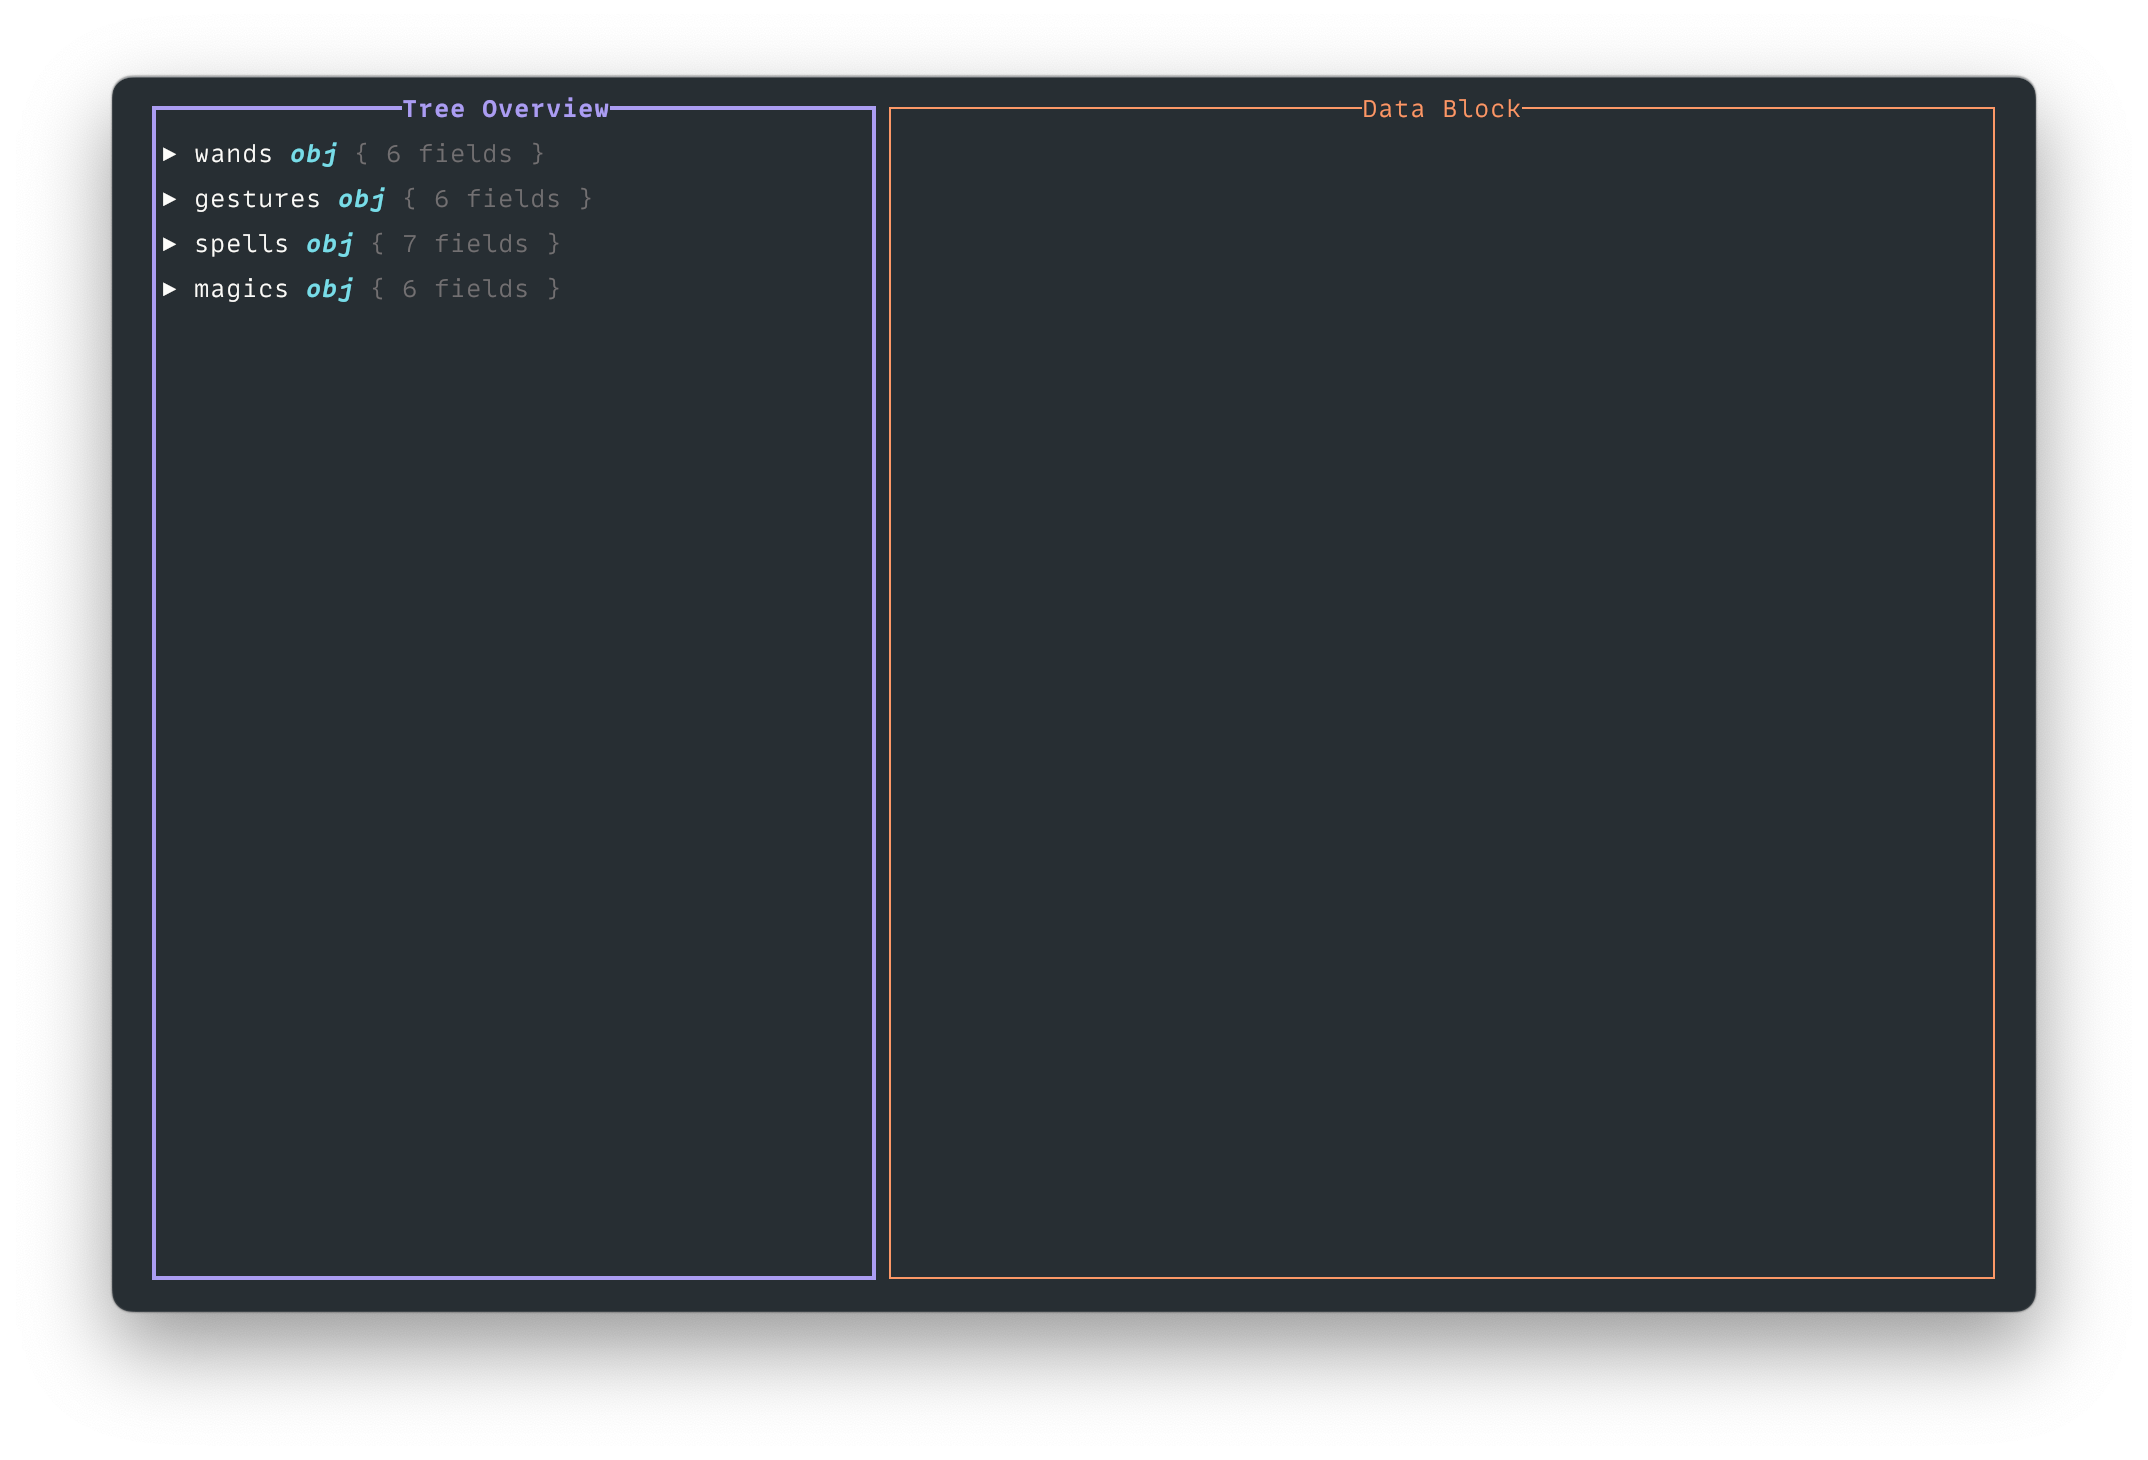 Tree Overview
▶ wands obj { 6 fields }
▶ gestures obj { 6 fields }
▶ spells obj { 7 fields }
▶ magics obj { 6 fields }
Data Block